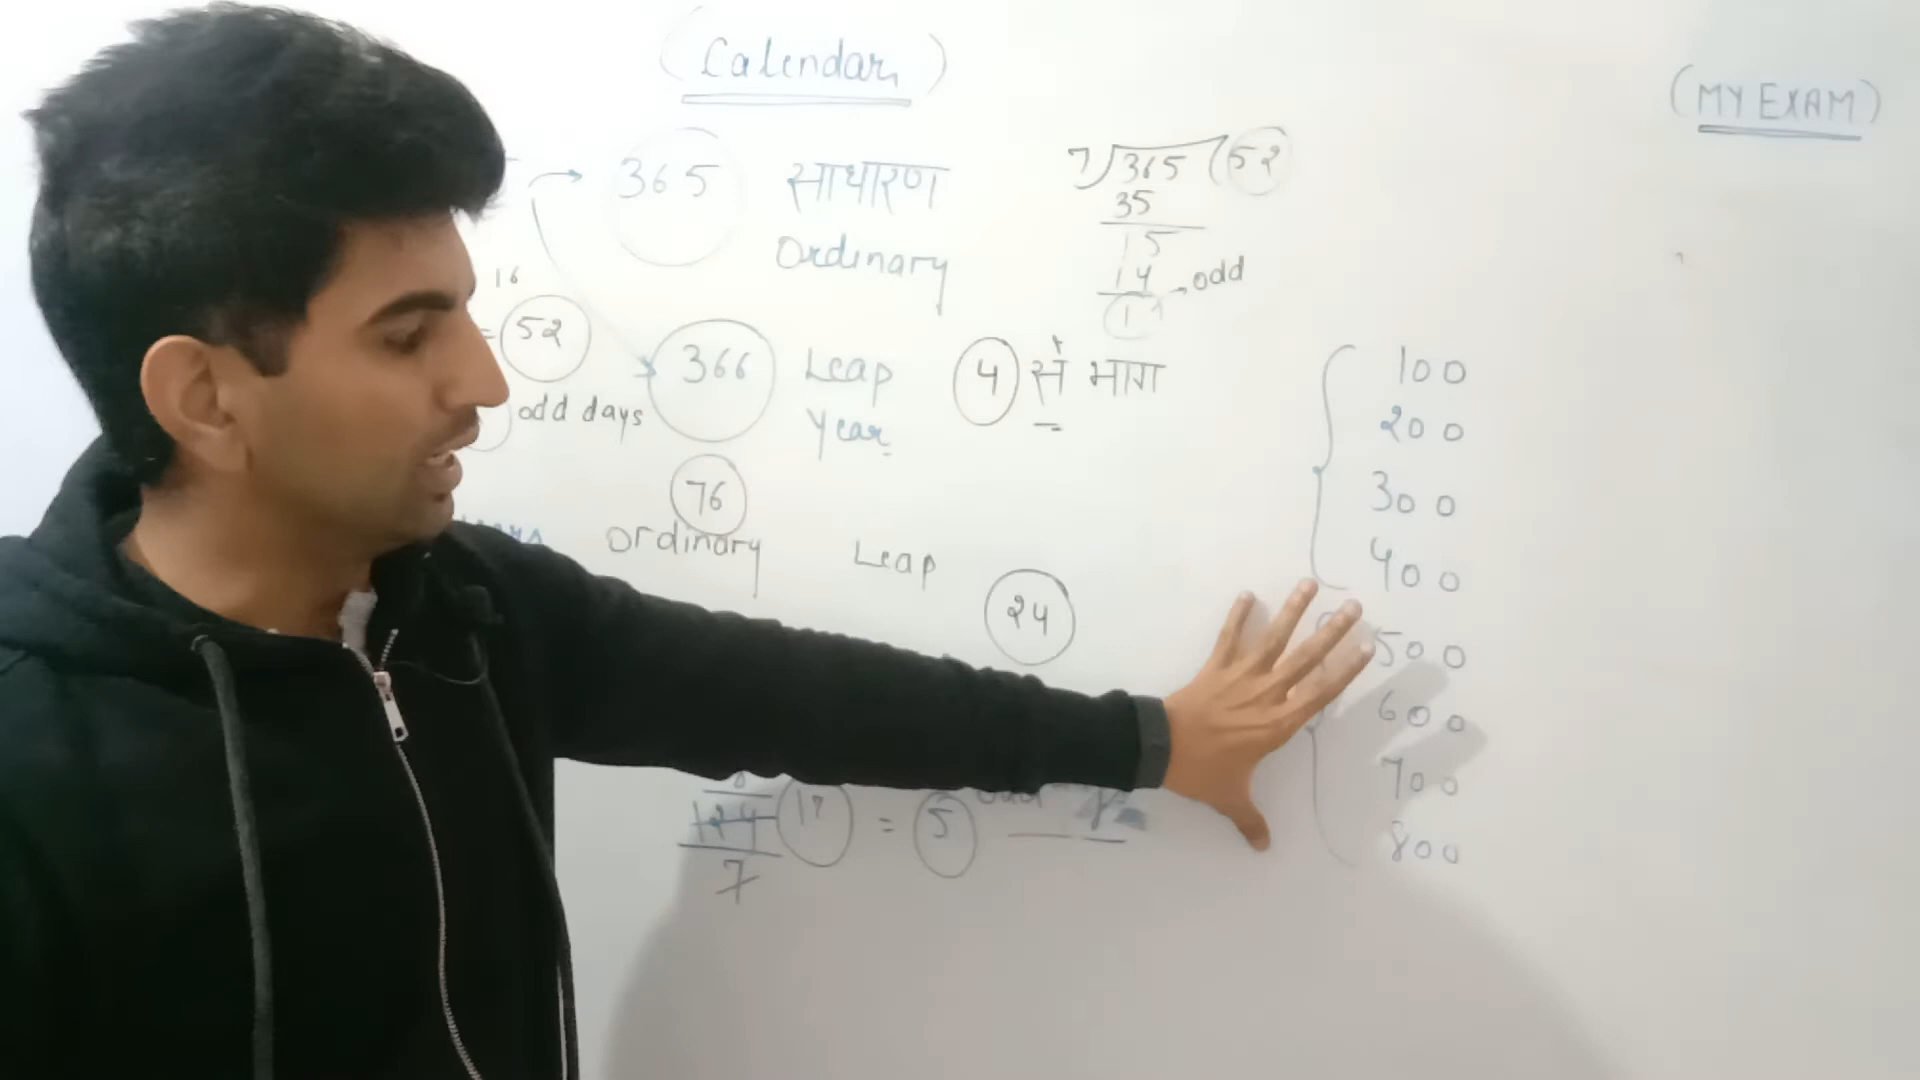 (Calendar)
(MY EXAM)
365 साधारण
Ordinary
7)365(52
35
15
14 → odd
1
16
= 52
odd days
366 Leap
Year
4 से भाग
76
Ordinary Leap
24
124 17 = 5 odd
7
100
200
300
400
500
600
700
800